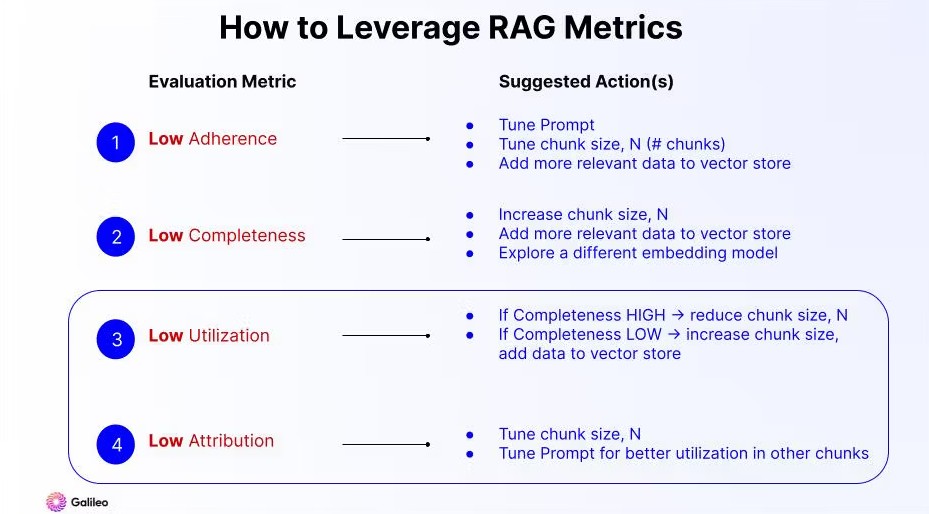 How to Leverage RAG Metrics
Evaluation Metric
Suggested Action(s)
1
Low Adherence
● Tune Prompt
● Tune chunk size, N (# chunks)
● Add more relevant data to vector store
2
Low Completeness
● Increase chunk size, N
● Add more relevant data to vector store
● Explore a different embedding model
3
Low Utilization
● If Completeness HIGH → reduce chunk size, N
● If Completeness LOW → increase chunk size,
add data to vector store
4
Low Attribution
● Tune chunk size, N
● Tune Prompt for better utilization in other chunks
Galileo